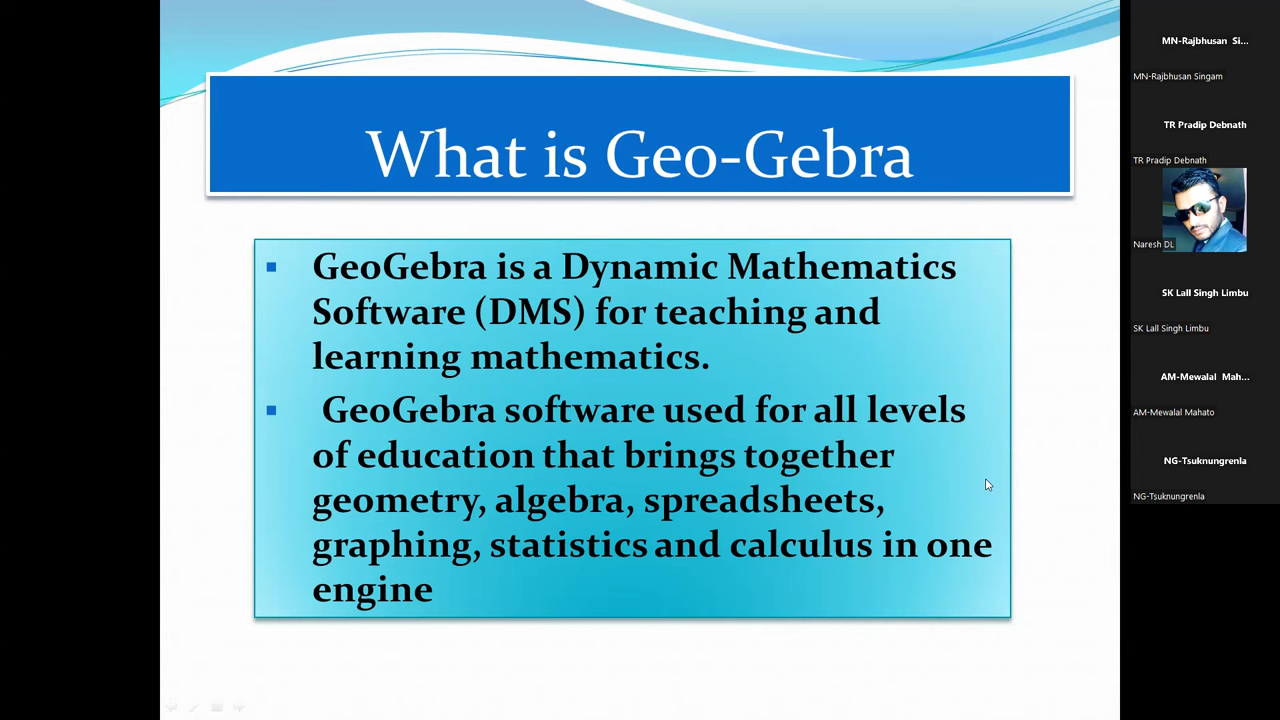 What is Geo-Gebra
▪ GeoGebra is a Dynamic Mathematics
Software (DMS) for teaching and
learning mathematics.
▪ GeoGebra software used for all levels
of education that brings together
geometry, algebra, spreadsheets,
graphing, statistics and calculus in one
engine
MN-Rajbhusan Si...
MN-Rajbhusan Singam
TR Pradip Debnath
TR Pradip Debnath
Naresh DL
SK Lall Singh Limbu
SK Lall Singh Limbu
AM-Mewalal Mah...
AM-Mewalal Mahato
NG-Tsuknungrenla
NG-Tsuknungrenla